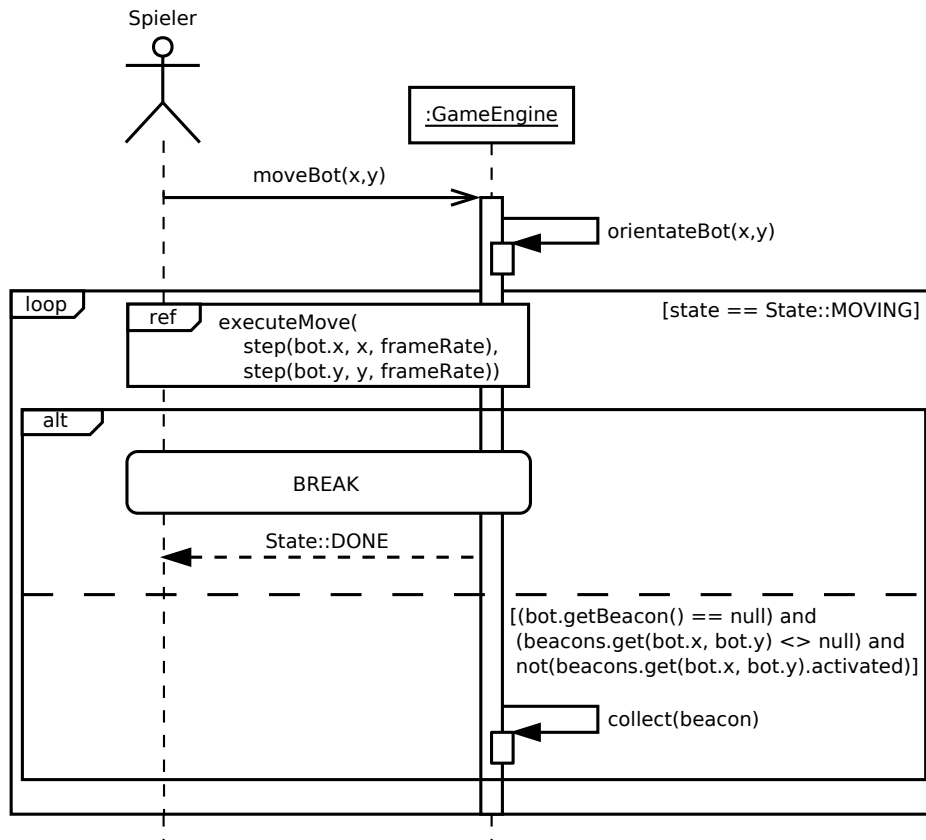 Spieler
:GameEngine
moveBot(x,y)
orientateBot(x,y)
loop
[state == State::MOVING]
ref
executeMove(
step(bot.x, x, frameRate),
step(bot.y, y, frameRate))
alt
BREAK
State::DONE
[(bot.getBeacon() == null) and
(beacons.get(bot.x, bot.y) <> null) and
not(beacons.get(bot.x, bot.y).activated)]
collect(beacon)